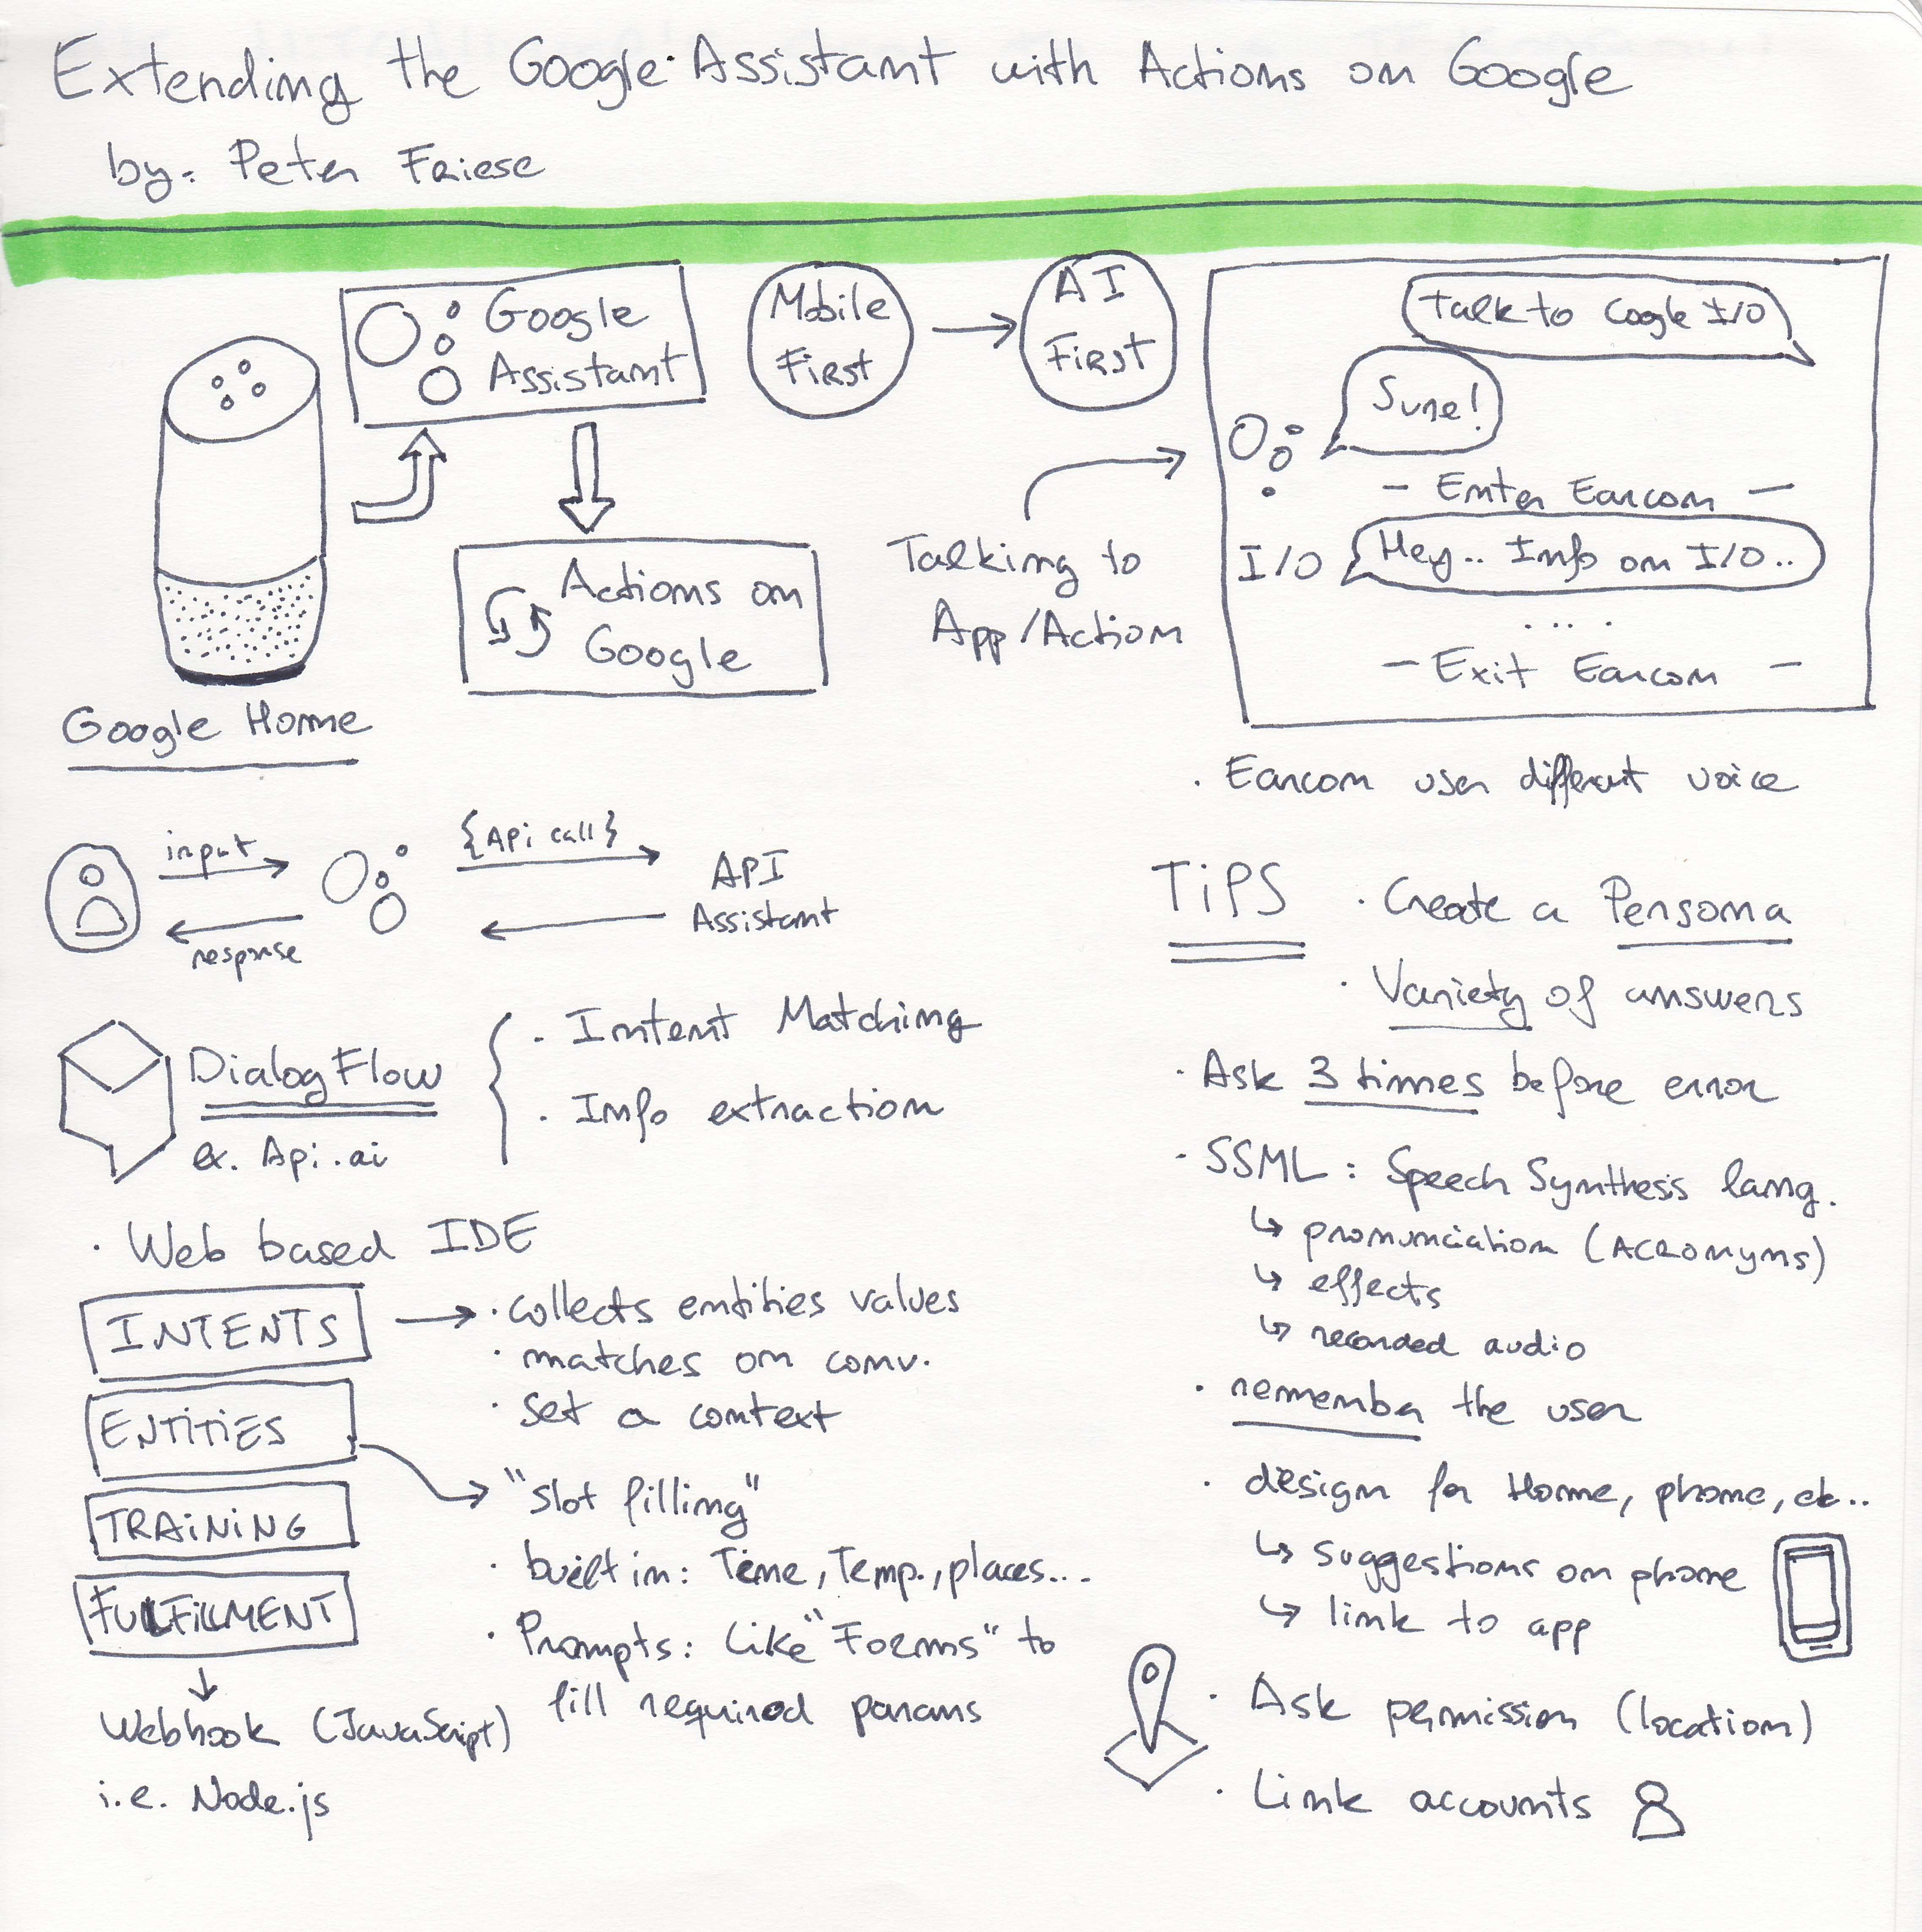 Extending the Google Assistant with Actions on Google
by: Peter Friese
Google
Assistant
Mobile
First
AI
First
Actions on
Google
Google Home
Talking to
App/Action
Talk to Google I/O
Sure!
- Enter Earcon -
I/O
Hey.. Info on I/O..
....
- Exit Earcon -
· Earcon user different voice
input
{Api call}
API
Assistant
response
DialogFlow
ex. Api.ai
· Intent Matching
· Info extraction
· Web based IDE
INTENTS
· collects entities values
· matches on conv.
· set a context
ENTITIES
"slot filling"
· built in: Time, Temp., places...
· Prompts: Like "Forms" to
fill required params
TRAINING
FULFILLMENT
Webhook (JavaScript)
i.e. Node.js
TiPS
· Create a Persona
· Variety of answers
· Ask 3 times before error
· SSML: Speech Synthesis lang.
↳ pronunciation (Acronyms)
↳ effects
↳ recorded audio
· remember the user
· design for Home, phone, etc..
↳ suggestions on phone
↳ link to app
· Ask permission (location)
· Link accounts